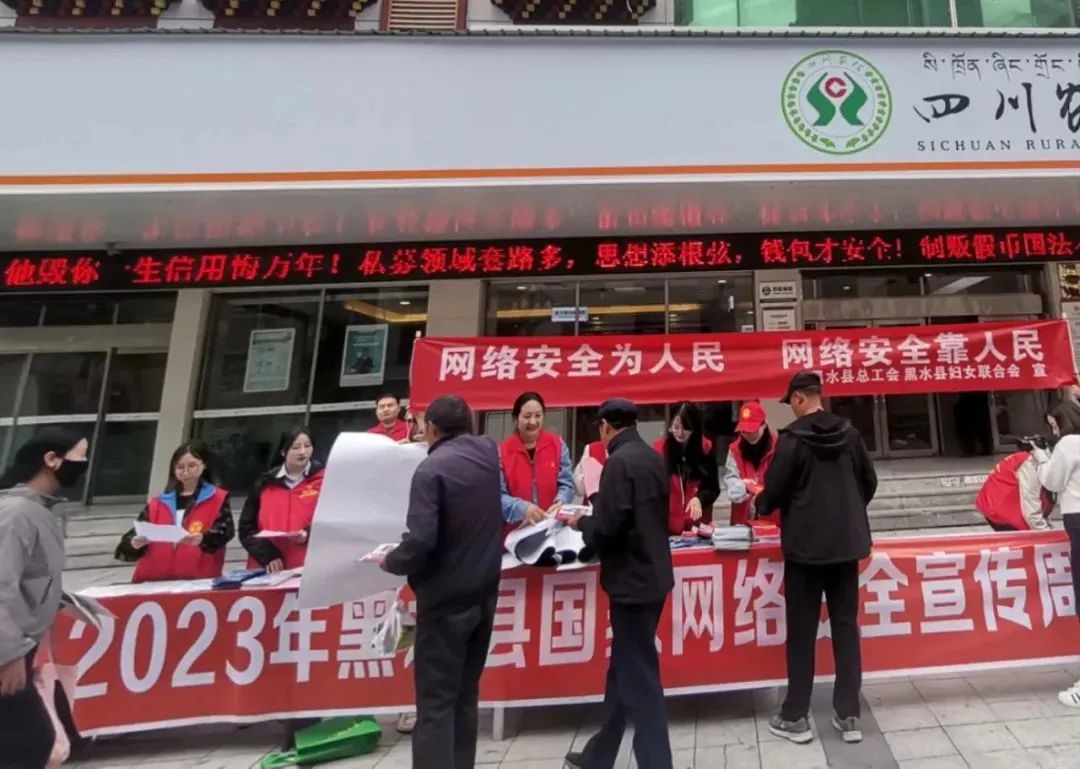 སི་ཁྲོན་ཞིང་གྲོང་
四川农
SICHUAN RURA
他毁你一生信用悔万年！私募领域套路多，思想添根弦，钱包才安全！制贩假币国法
网络安全为人民 网络安全靠人民
水县总工会 黑水县妇女联合会 宣
2023年黑 县国 网络 全宣传周